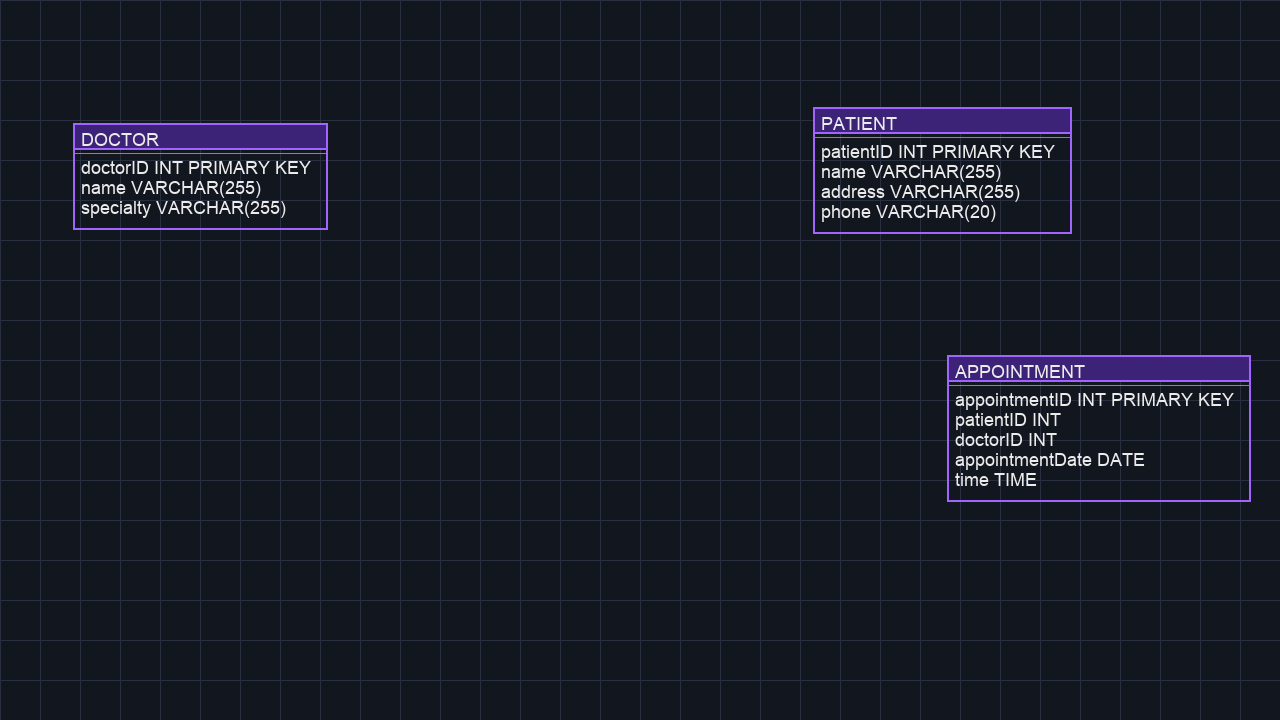 DOCTOR
doctorID INT PRIMARY KEY
name VARCHAR(255)
specialty VARCHAR(255)
PATIENT
patientID INT PRIMARY KEY
name VARCHAR(255)
address VARCHAR(255)
phone VARCHAR(20)
APPOINTMENT
appointmentID INT PRIMARY KEY
patientID INT
doctorID INT
appointmentDate DATE
time TIME